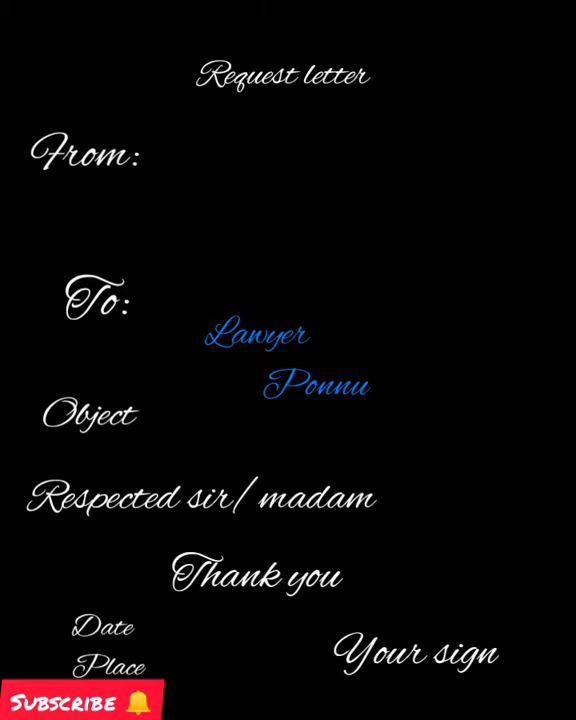 Request letter
From:
To:
Lawyer
Ponnu
Object
Respected sir/ madam
Thank you
Date
Your sign
Place
SUBSCRIBE